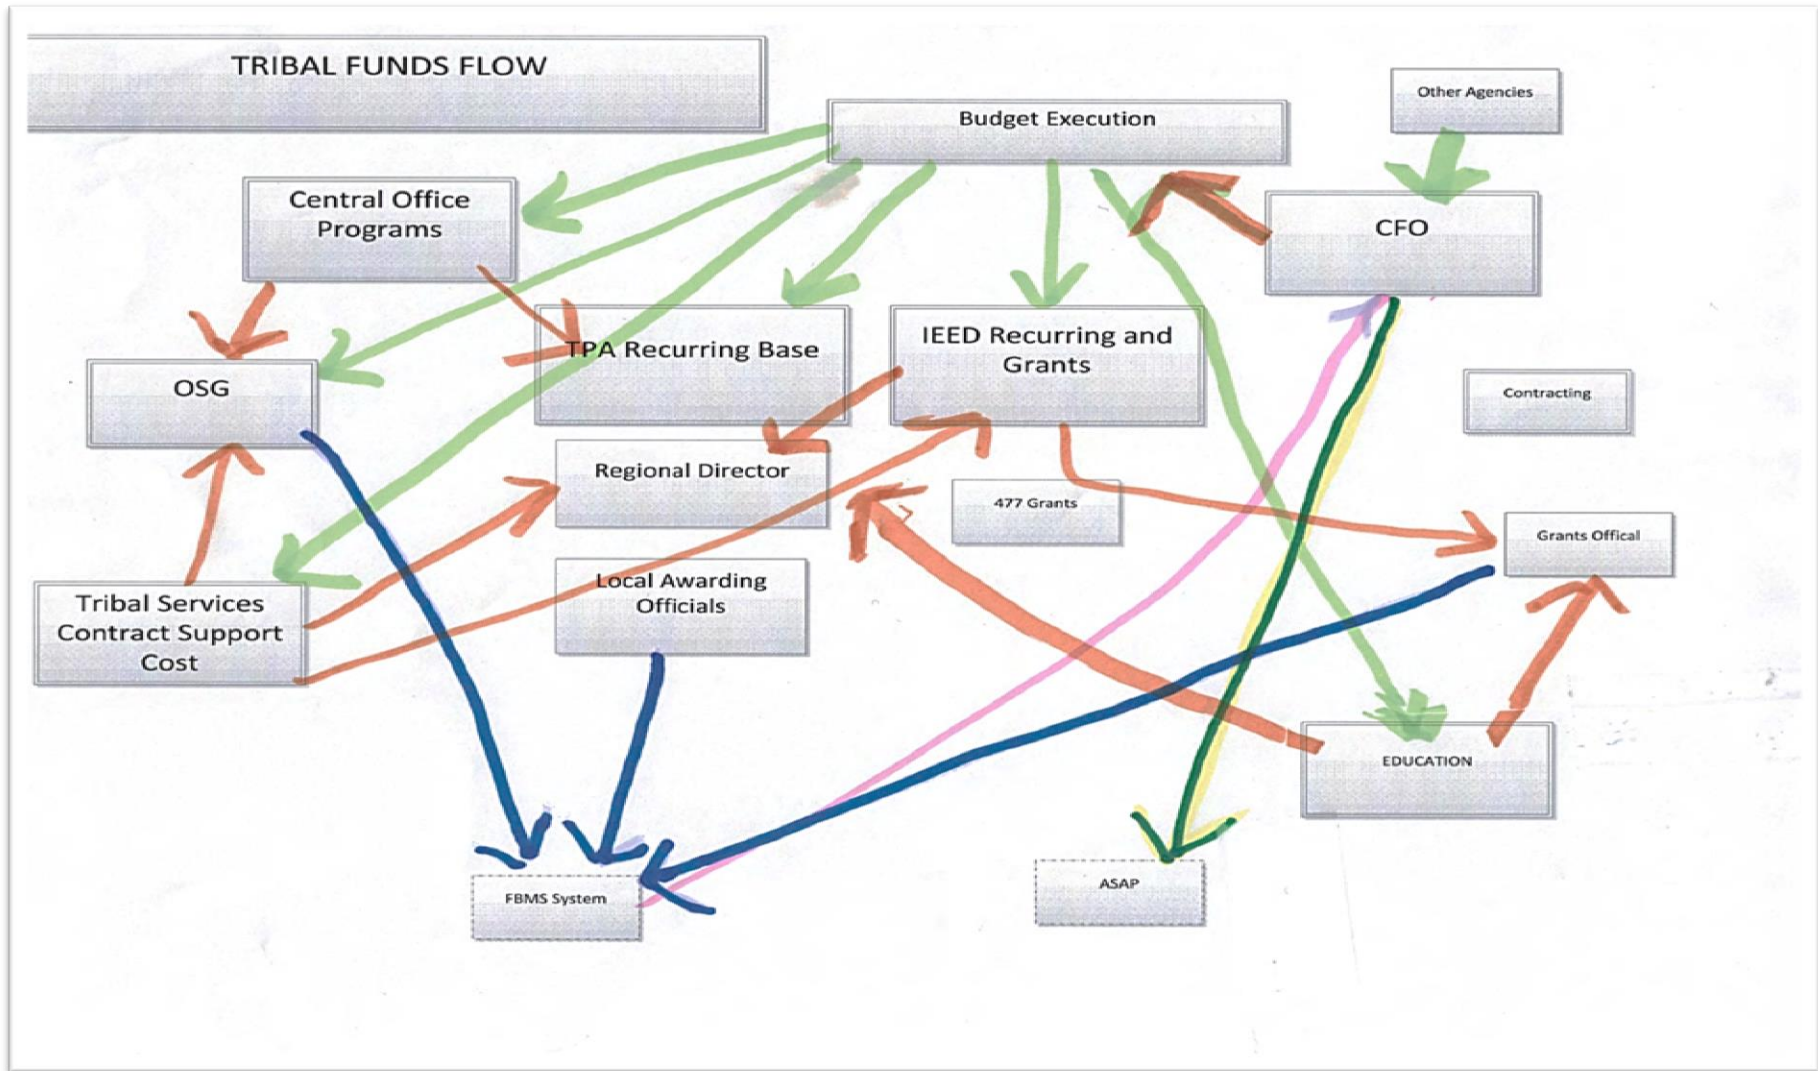 TRIBAL FUNDS FLOW
Other Agencies
Budget Execution
Central Office
Programs
CFO
TPA Recurring Base
IEED Recurring and
Grants
OSG
Contracting
Regional Director
477 Grants
Grants Offical
Local Awarding
Officials
Tribal Services
Contract Support
Cost
EDUCATION
FBMS System
ASAP